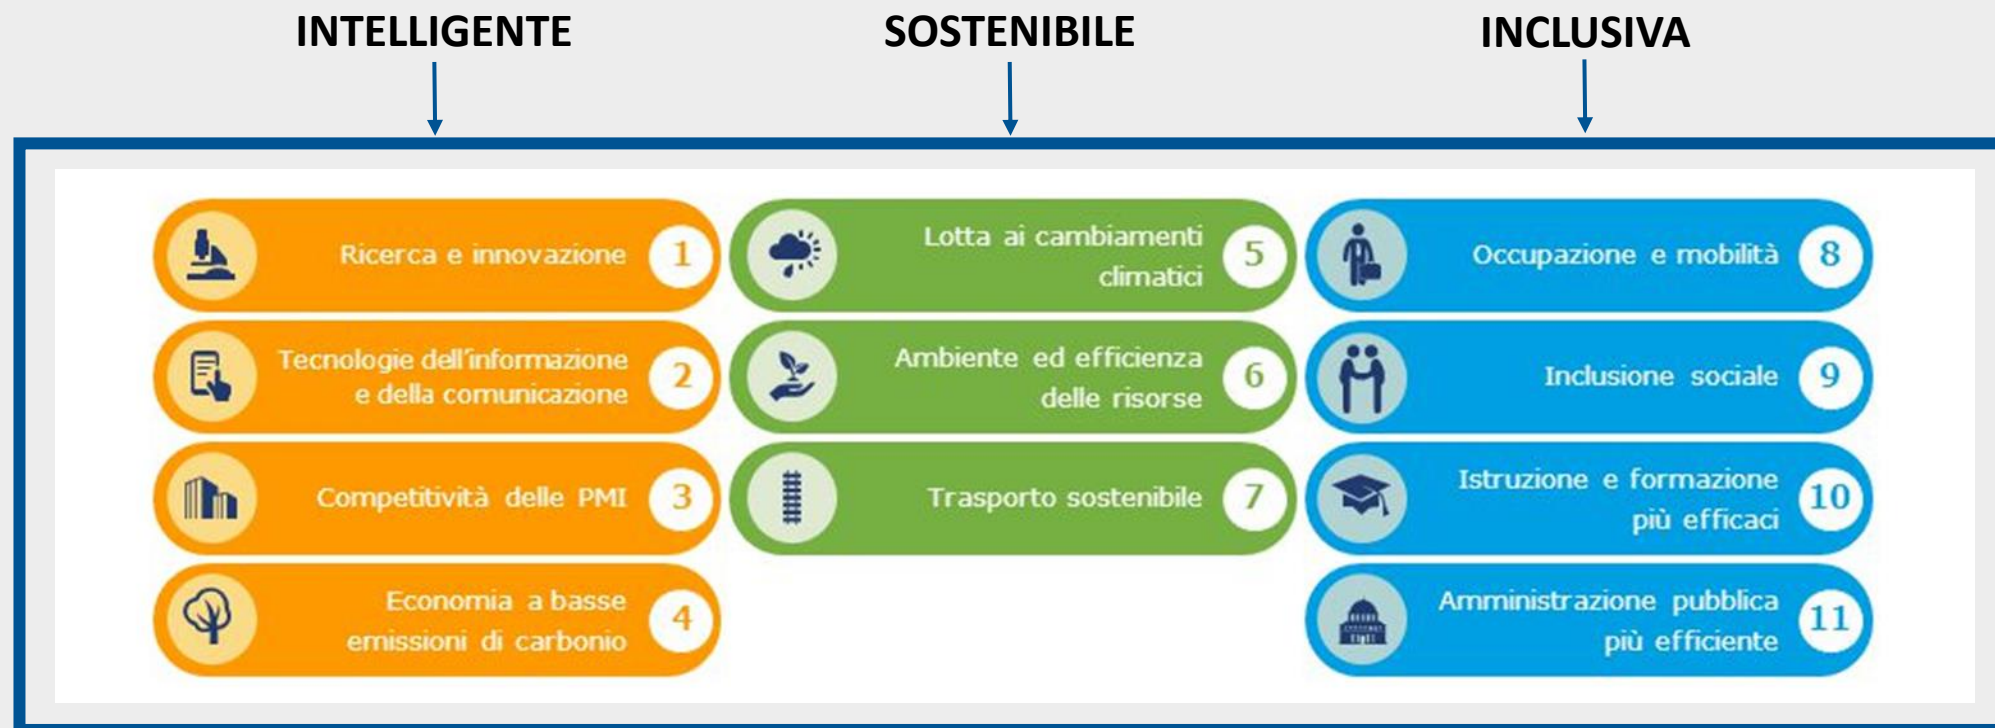 INTELLIGENTE
SOSTENIBILE
INCLUSIVA
Ricerca e innovazione
1
Tecnologie dell'informazione
e della comunicazione
2
Competitività delle PMI
3
Economia a basse
emissioni di carbonio
4
Lotta ai cambiamenti
climatici
5
Ambiente ed efficienza
delle risorse
6
Trasporto sostenibile
7
Occupazione e mobilità
8
Inclusione sociale
9
Istruzione e formazione
più efficaci
10
Amministrazione pubblica
più efficiente
11